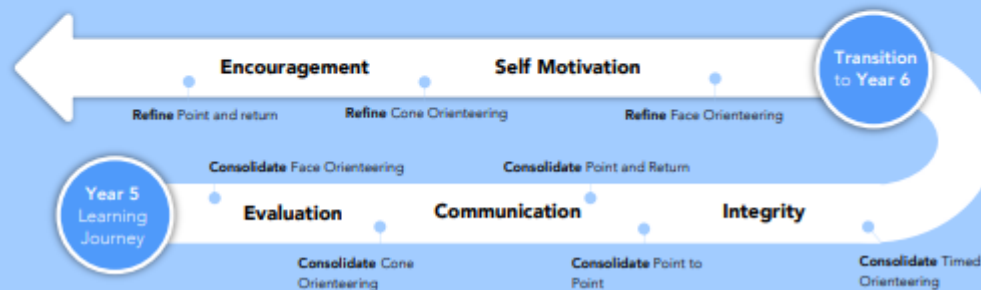 Encouragement
Self Motivation
Transition
to Year 6
Refine Point and return
Refine Cone Orienteering
Refine Face Orienteering
Consolidate Face Orienteering
Consolidate Point and Return
Year 5
Learning
Journey
Evaluation
Communication
Integrity
Consolidate Cone
Orienteering
Consolidate Point to
Point
Consolidate Timed
Orienteering